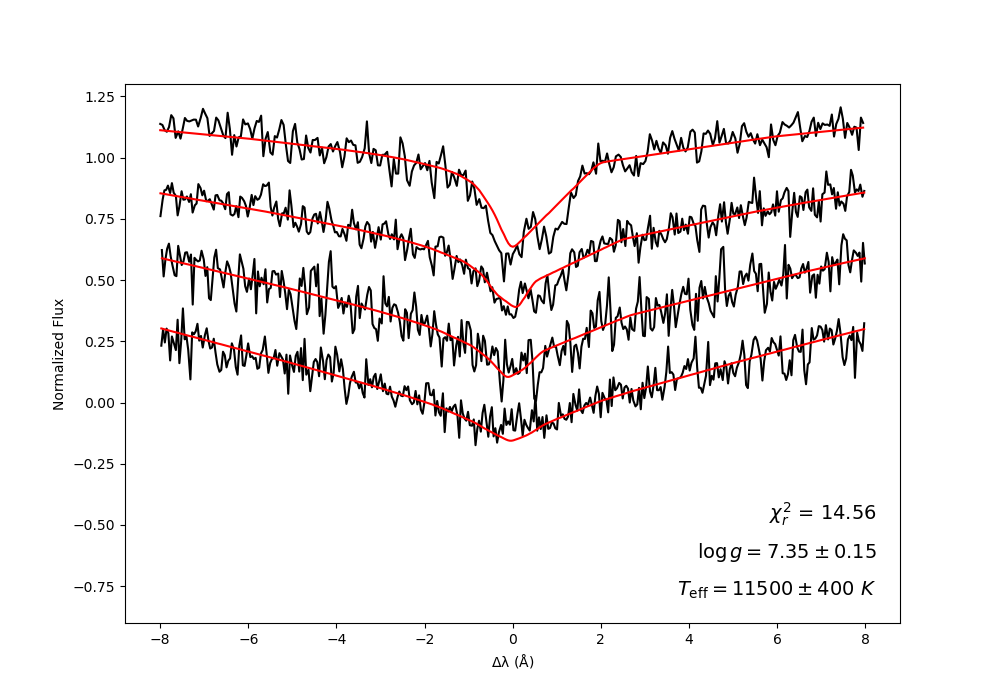 1.25
1.00
0.75
0.50
0.25
0.00
−0.25
−0.50
−0.75
Normalized Flux
χ_r^2 = 14.56
log g = 7.35 ± 0.15
T_eff = 11500 ± 400 K
−8 −6 −4 −2 0 2 4 6 8
Δλ (Å)